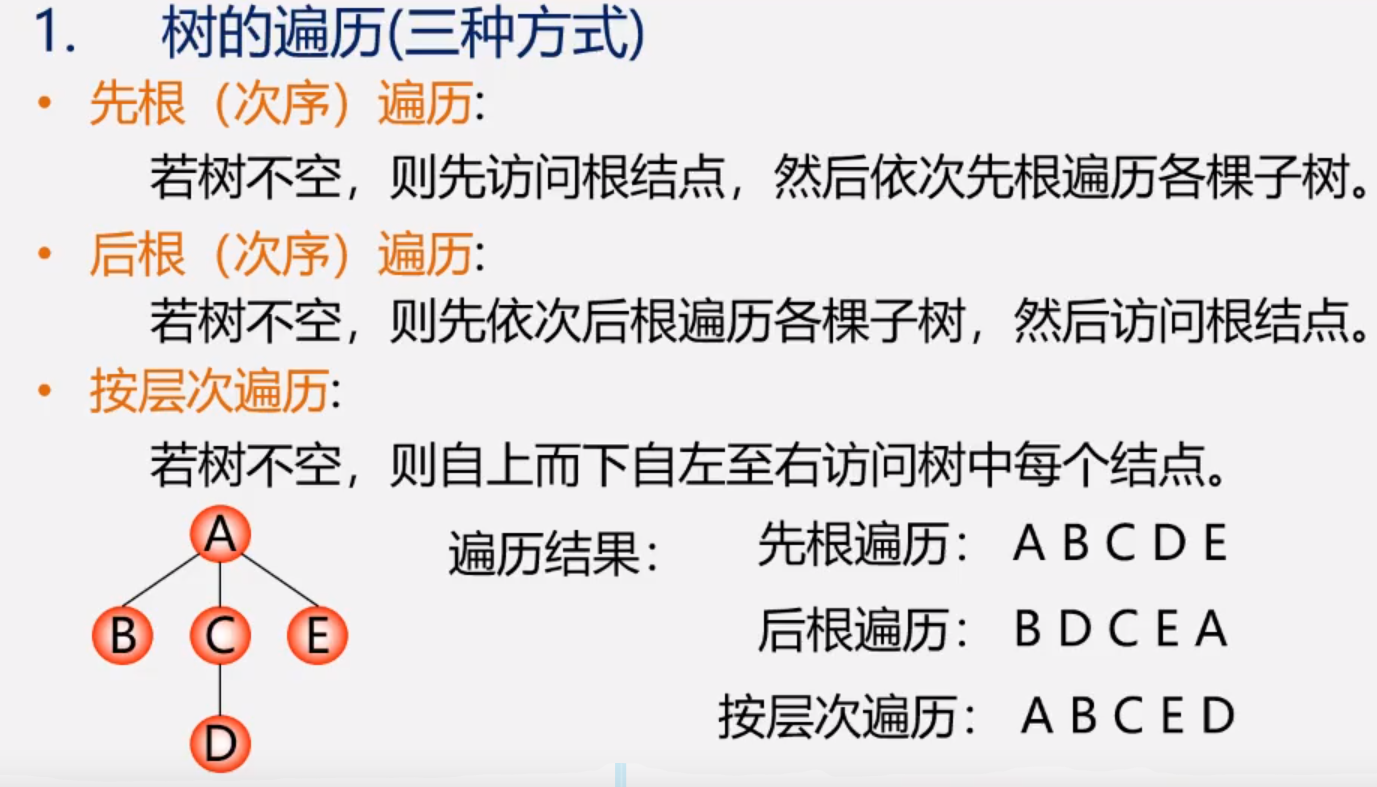 1. 树的遍历(三种方式)
• 先根（次序）遍历:
若树不空，则先访问根结点，然后依次先根遍历各棵子树。
• 后根（次序）遍历:
若树不空，则先依次后根遍历各棵子树，然后访问根结点。
• 按层次遍历:
若树不空，则自上而下自左至右访问树中每个结点。
A
B C E
D
遍历结果：
先根遍历： A B C D E
后根遍历： B D C E A
按层次遍历： A B C E D